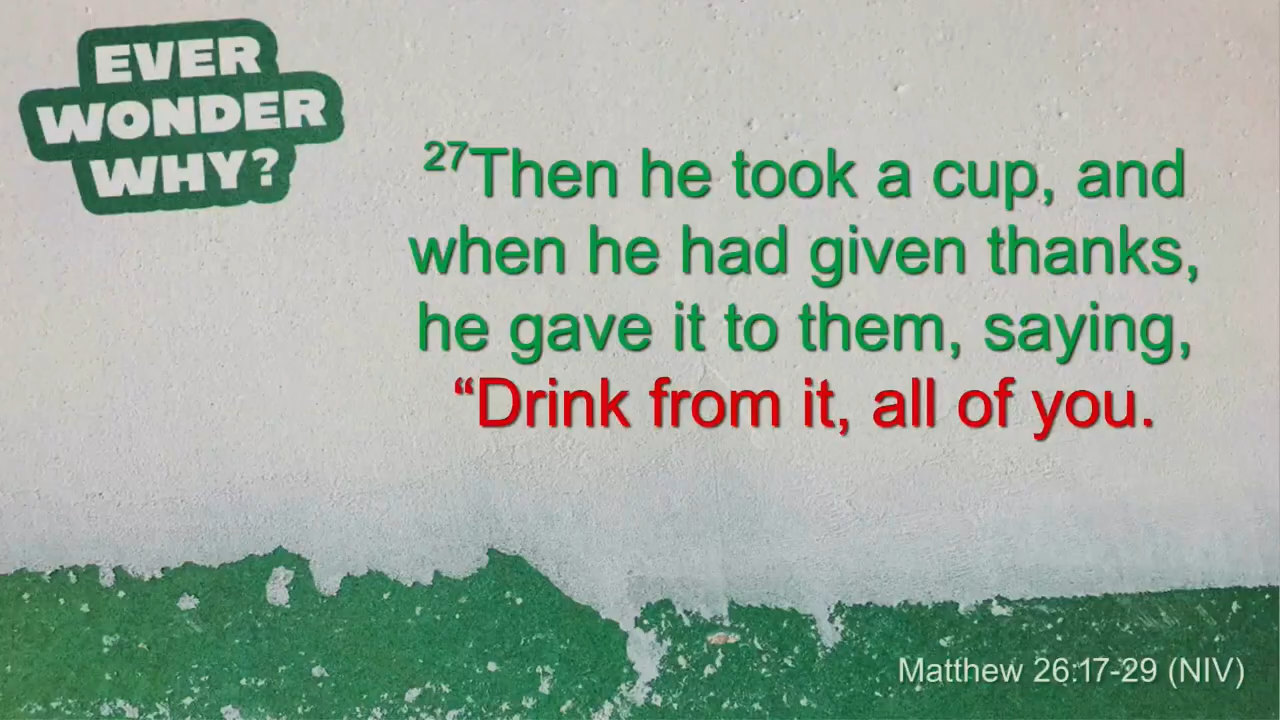 EVER
WONDER
WHY?
27Then he took a cup, and
when he had given thanks,
he gave it to them, saying,
“Drink from it, all of you.
Matthew 26:17-29 (NIV)